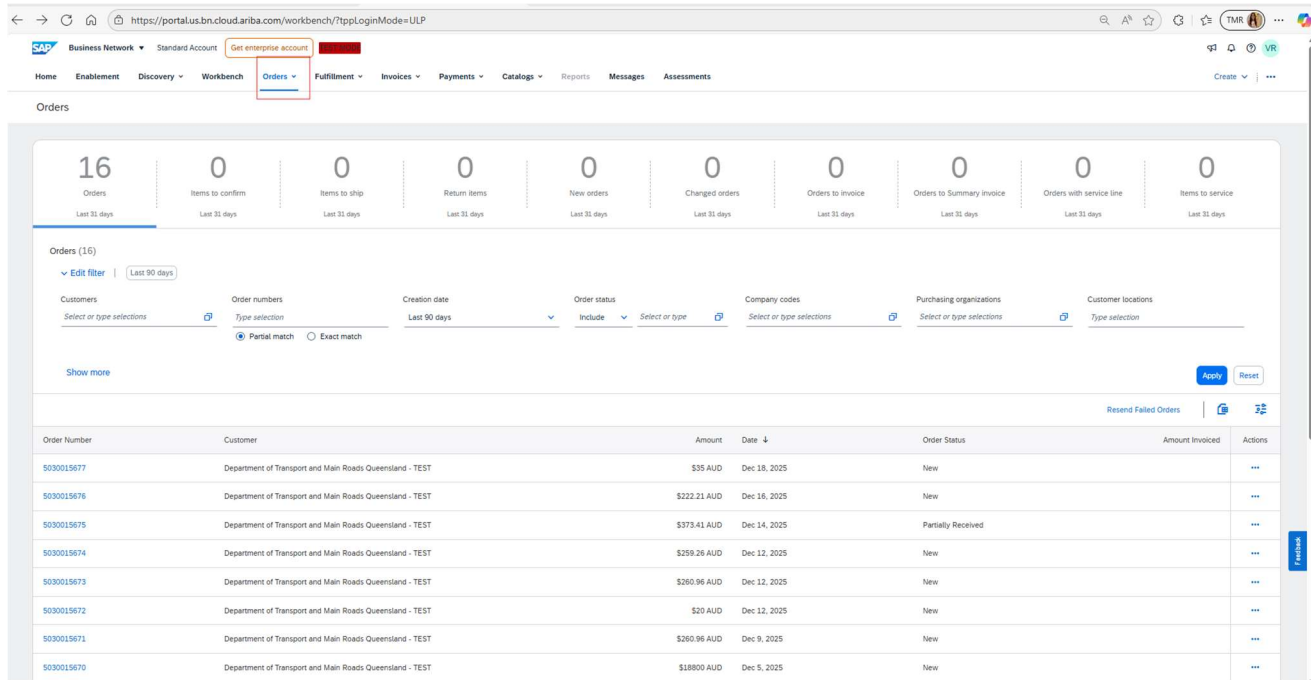 https://portal.us.bn.cloud.ariba.com/workbench/?tppLoginMode=ULP
TMR
SAP Business Network Standard Account Get enterprise account
VR
Home Enablement Discovery Workbench Orders Fulfillment Invoices Payments Catalogs Reports Messages Assessments Create
Orders
16 0 0 0 0 0 0 0 0 0
Orders Items to confirm Items to ship Return items New orders Changed orders Orders to invoice Orders to Summary invoice Orders with service line Items to service
Last 31 days Last 31 days Last 31 days Last 31 days Last 31 days Last 31 days Last 31 days Last 31 days Last 31 days Last 31 days
Orders (16)
Edit filter | Last 90 days
Customers Order numbers Creation date Order status Company codes Purchasing organizations Customer locations
Select or type selections Type selection Last 90 days Include Select or type Select or type selections Select or type selections Type selection
Partial match Exact match
Show more Apply Reset
Resend Failed Orders
Order Number Customer Amount Date ↓ Order Status Amount Invoiced Actions
5030015677 Department of Transport and Main Roads Queensland - TEST $35 AUD Dec 18, 2025 New
5030015676 Department of Transport and Main Roads Queensland - TEST $222.21 AUD Dec 16, 2025 New
5030015675 Department of Transport and Main Roads Queensland - TEST $373.41 AUD Dec 14, 2025 Partially Received
5030015674 Department of Transport and Main Roads Queensland - TEST $259.26 AUD Dec 12, 2025 New
Feedback
5030015673 Department of Transport and Main Roads Queensland - TEST $260.96 AUD Dec 12, 2025 New
5030015672 Department of Transport and Main Roads Queensland - TEST $20 AUD Dec 12, 2025 New
5030015671 Department of Transport and Main Roads Queensland - TEST $260.96 AUD Dec 9, 2025 New
5030015670 Department of Transport and Main Roads Queensland - TEST $18800 AUD Dec 5, 2025 New